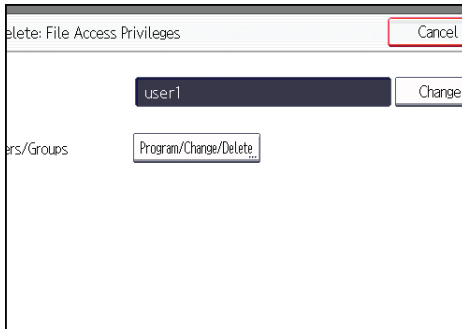 elete: File Access Privileges Cancel
user1 Change
ers/Groups Program/Change/Delete